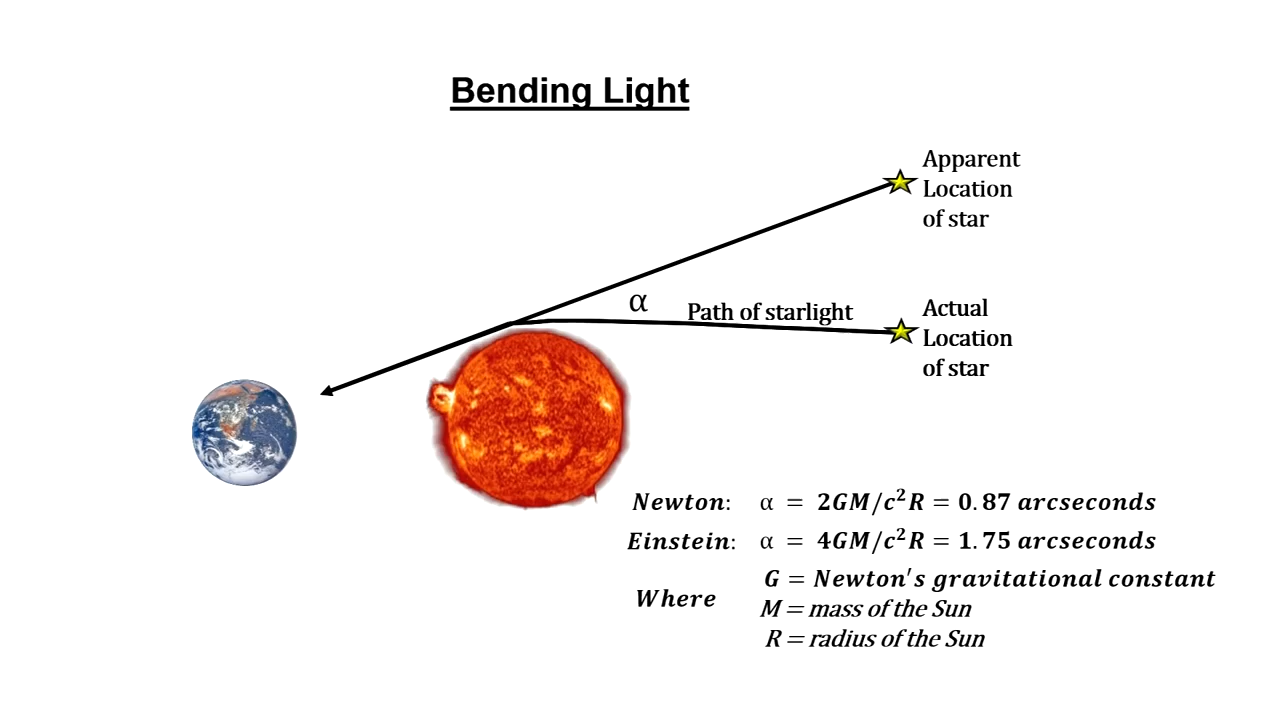 Bending Light
Apparent
Location
of star
α
Path of starlight
Actual
Location
of star
Newton: α = 2GM/c²R = 0.87 arcseconds
Einstein: α = 4GM/c²R = 1.75 arcseconds
Where
G = Newton's gravitational constant
M = mass of the Sun
R = radius of the Sun